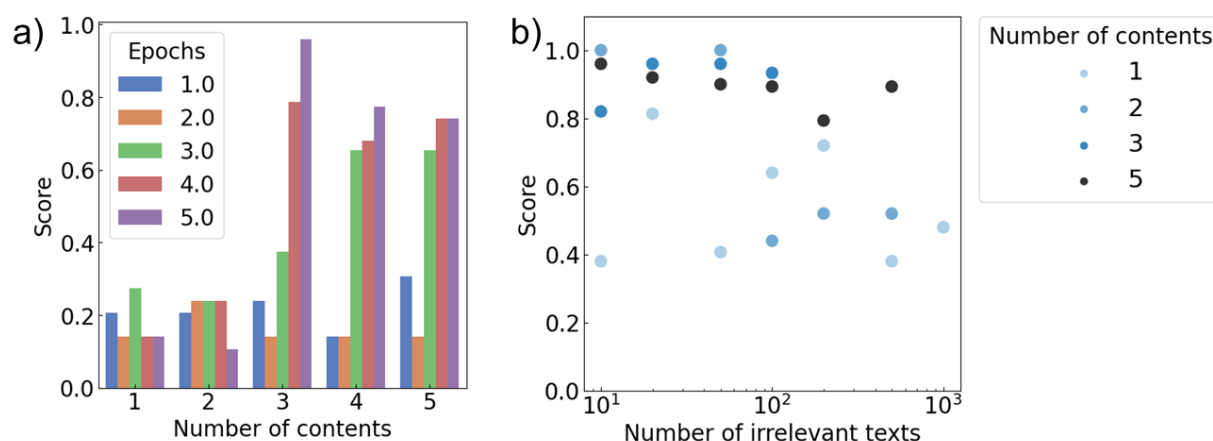 a)
1.0
0.8
0.6
0.4
0.2
0.0
Score
Epochs
1.0
2.0
3.0
4.0
5.0
1 2 3 4 5
Number of contents
b)
1.0
0.8
0.6
0.4
0.2
0.0
Score
10¹ 10² 10³
Number of irrelevant texts
Number of contents
1
2
3
5